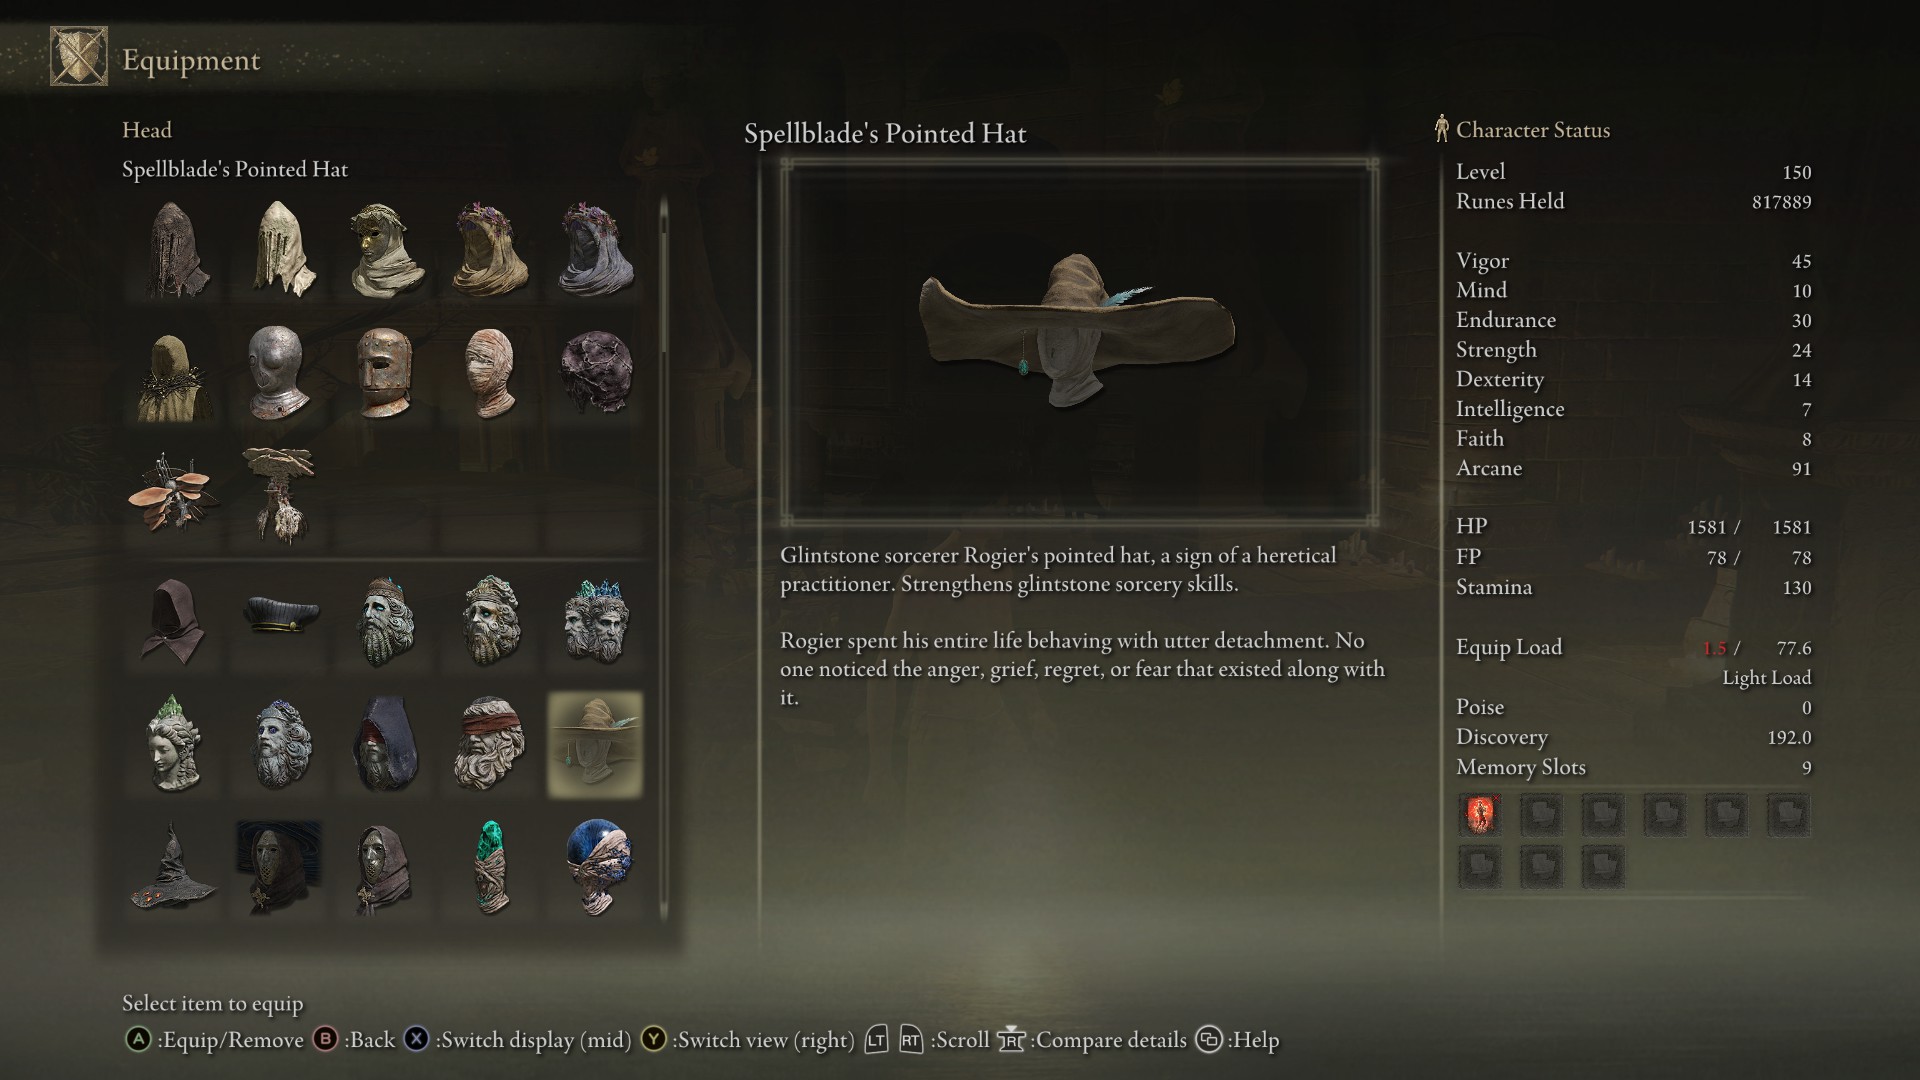 Equipment
Head
Spellblade's Pointed Hat
Spellblade's Pointed Hat
Glintstone sorcerer Rogier's pointed hat, a sign of a heretical
practitioner. Strengthens glintstone sorcery skills.
Rogier spent his entire life behaving with utter detachment. No
one noticed the anger, grief, regret, or fear that existed along with
it.
Character Status
Level 150
Runes Held 817889
Vigor 45
Mind 10
Endurance 30
Strength 24
Dexterity 14
Intelligence 7
Faith 8
Arcane 91
HP 1581 / 1581
FP 78 / 78
Stamina 130
Equip Load 1.5 / 77.6
Light Load
Poise 0
Discovery 192.0
Memory Slots 9
Select item to equip
A :Equip/Remove B :Back X :Switch display (mid) Y :Switch view (right) LT RT :Scroll R :Compare details :Help